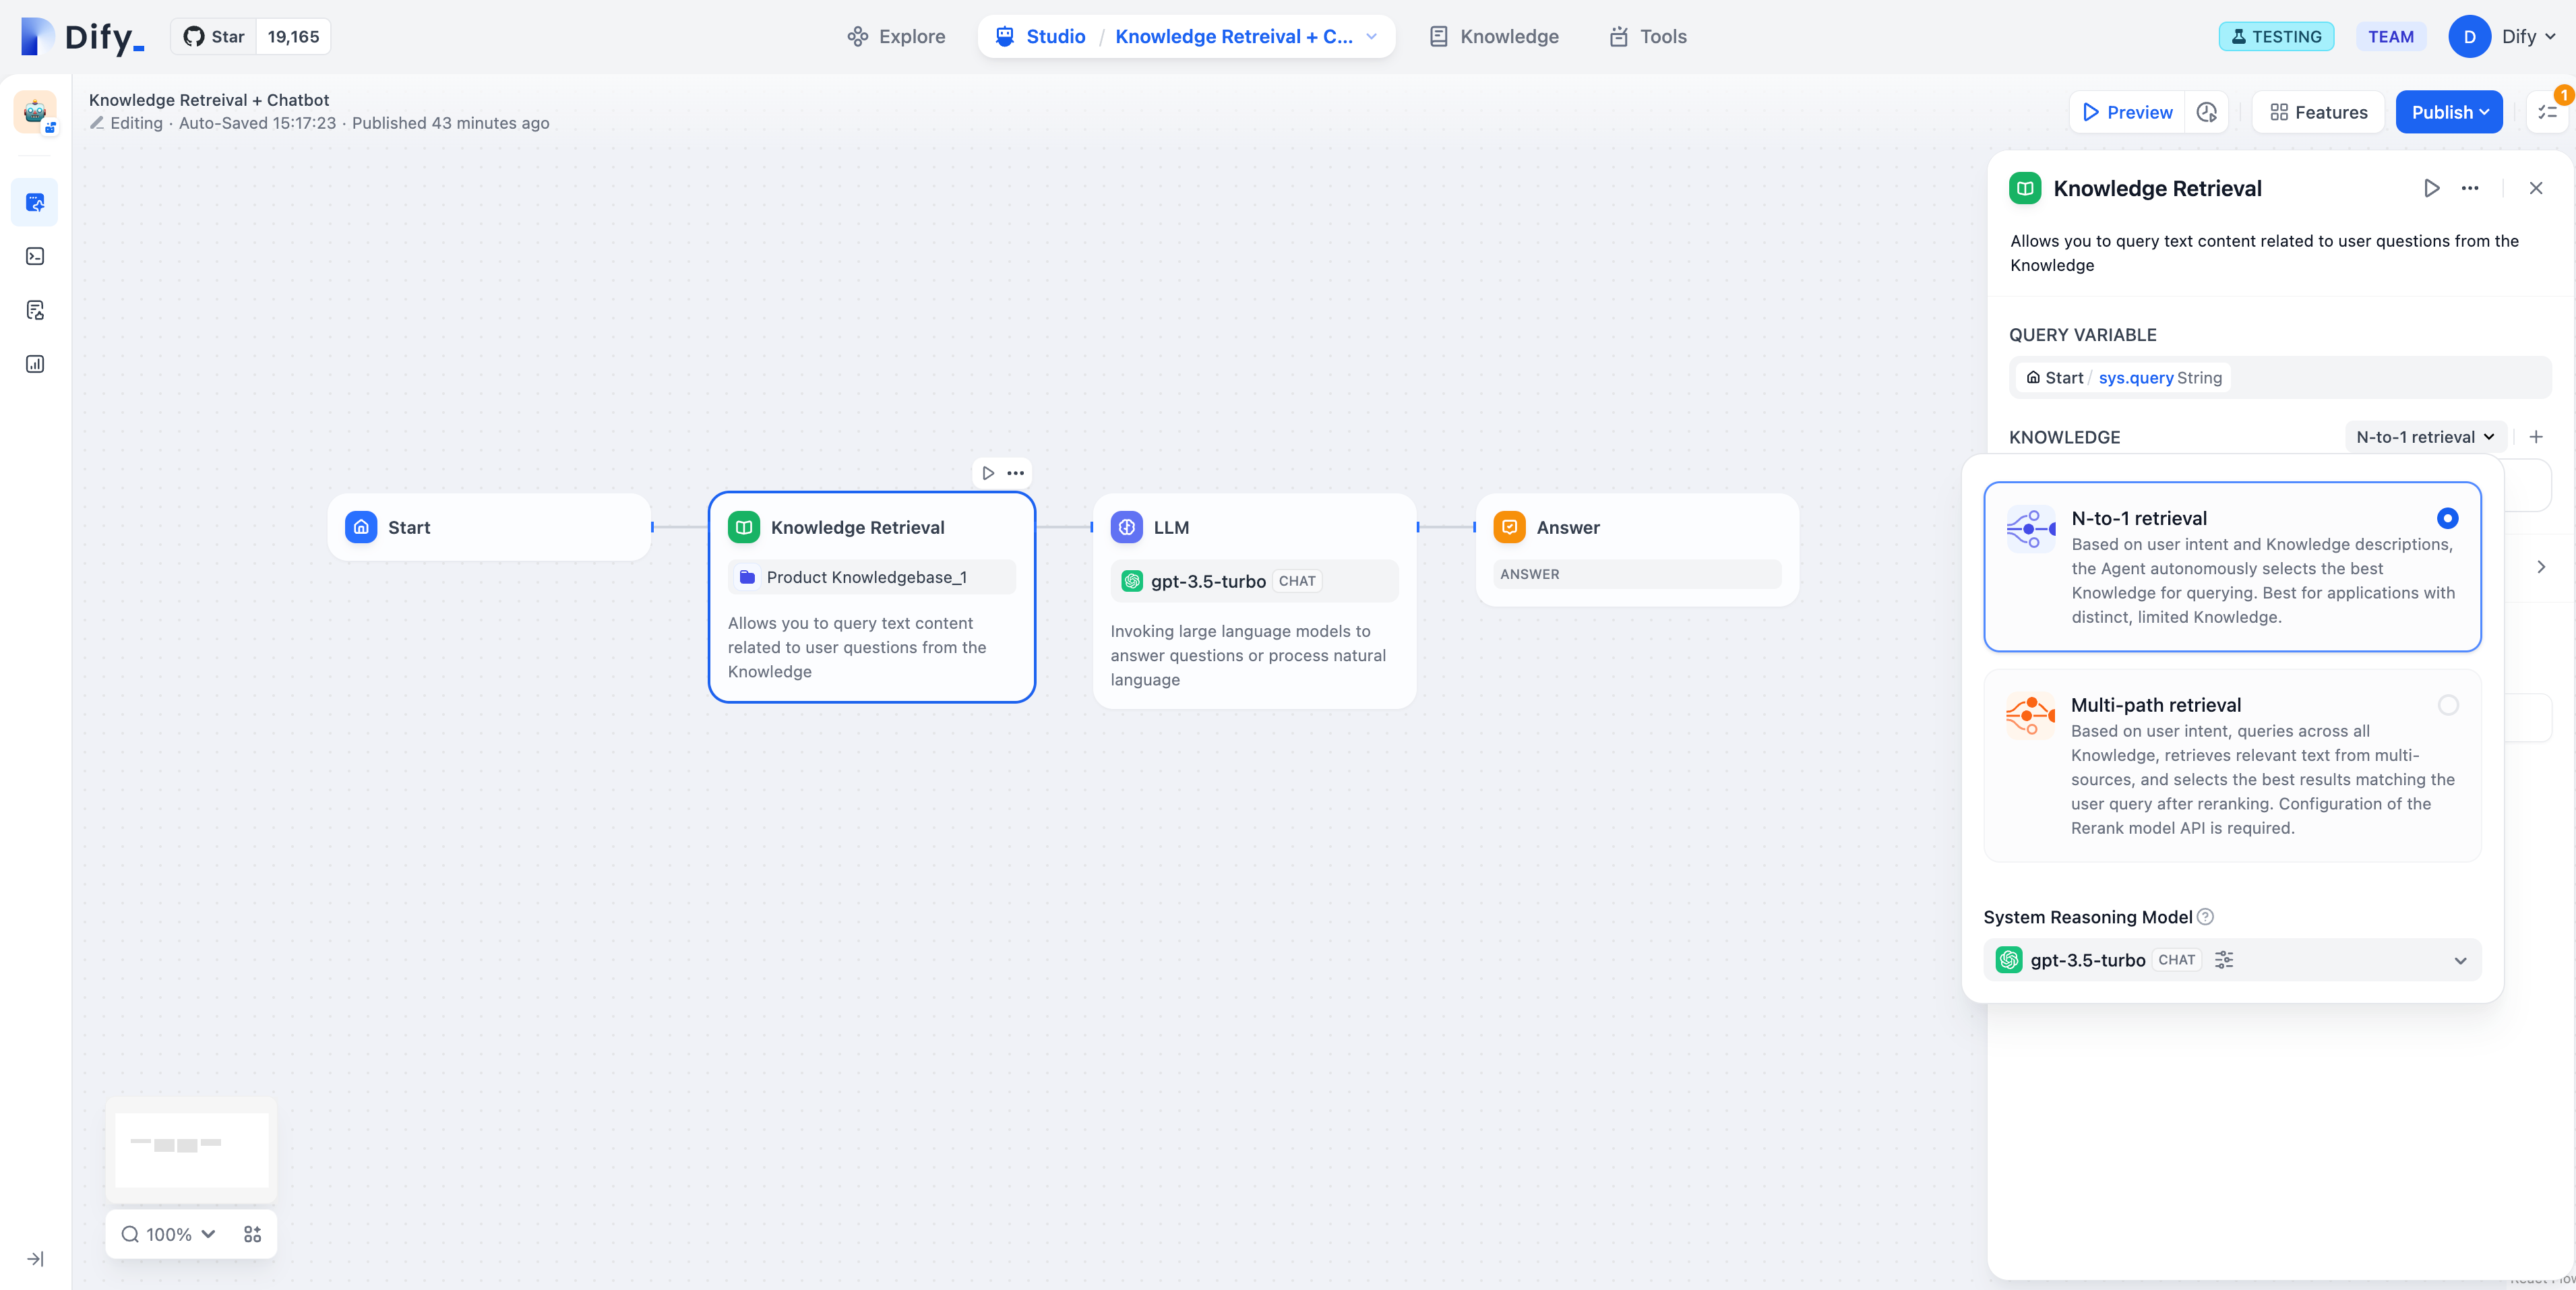 Dify_
Star 19,165
Explore
Studio / Knowledge Retreival + C...
Knowledge
Tools
TESTING
TEAM
D Dify
Knowledge Retreival + Chatbot
Editing · Auto-Saved 15:17:23 · Published 43 minutes ago
Preview
Features
Publish
1
Start
Knowledge Retrieval
Product Knowledgebase_1
Allows you to query text content
related to user questions from the
Knowledge
LLM
gpt-3.5-turbo CHAT
Invoking large language models to
answer questions or process natural
language
Answer
ANSWER
Knowledge Retrieval
Allows you to query text content related to user questions from the
Knowledge
QUERY VARIABLE
Start / sys.query String
KNOWLEDGE
N-to-1 retrieval
N-to-1 retrieval
Based on user intent and Knowledge descriptions,
the Agent autonomously selects the best
Knowledge for querying. Best for applications with
distinct, limited Knowledge.
Multi-path retrieval
Based on user intent, queries across all
Knowledge, retrieves relevant text from multi-
sources, and selects the best results matching the
user query after reranking. Configuration of the
Rerank model API is required.
System Reasoning Model
gpt-3.5-turbo CHAT
100%